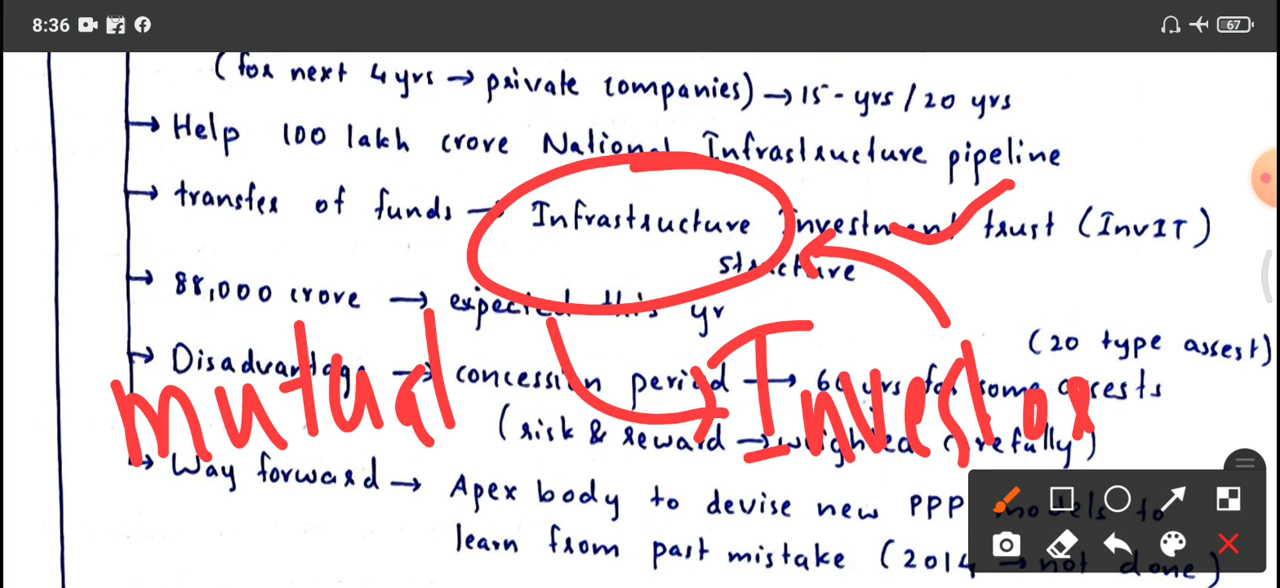 8:36 67
(for next 4 yrs → private companies) → 15 - yrs / 20 yrs
→ Help 100 lakh crore National Infrastructure pipeline
→ transfer of funds → Infrastructure Investment trust (InvIT)
structure
→ 88,000 crore → expected this yr
(20 type assest)
→ Disadvantage → concession period → 60 yrs for some assests
mutual Investor
(risk & reward → weighted carefully)
→ Way forward → Apex body to devise new PPP models to
learn from past mistake (2014 → not done)